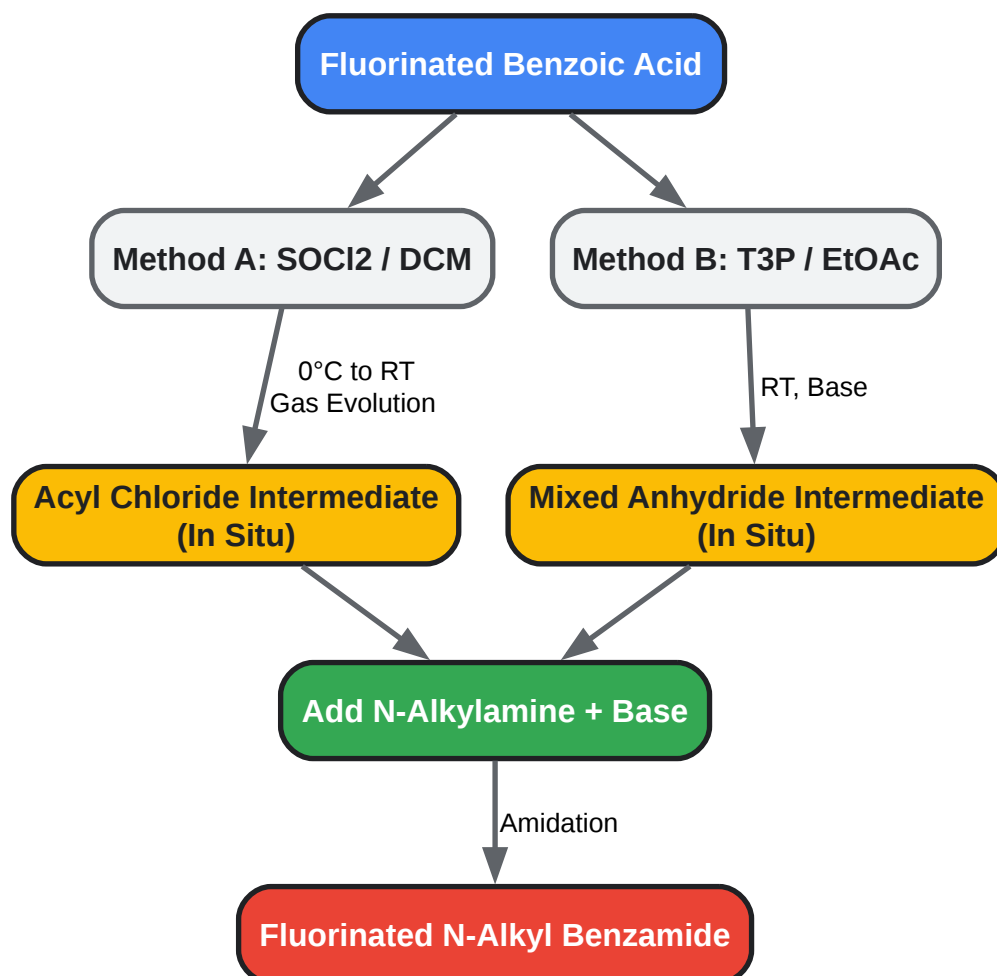 Fluorinated Benzoic Acid
Method A: SOCl2 / DCM
Method B: T3P / EtOAc
0°C to RT
Gas Evolution
RT, Base
Acyl Chloride Intermediate
(In Situ)
Mixed Anhydride Intermediate
(In Situ)
Add N-Alkylamine + Base
Amidation
Fluorinated N-Alkyl Benzamide